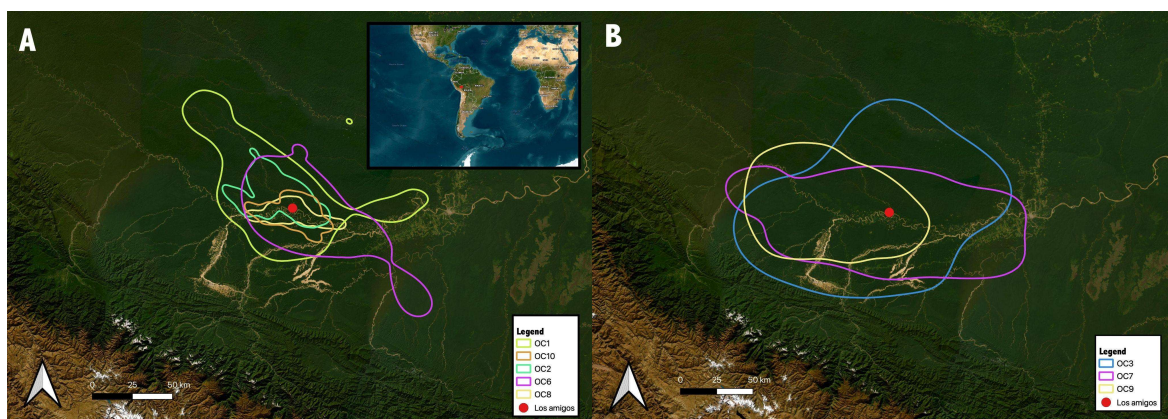 A
Legend
OC1
OC10
OC2
OC6
OC8
Los amigos
0 25 50 km
B
Legend
OC3
OC7
OC9
Los amigos
0 25 50 km